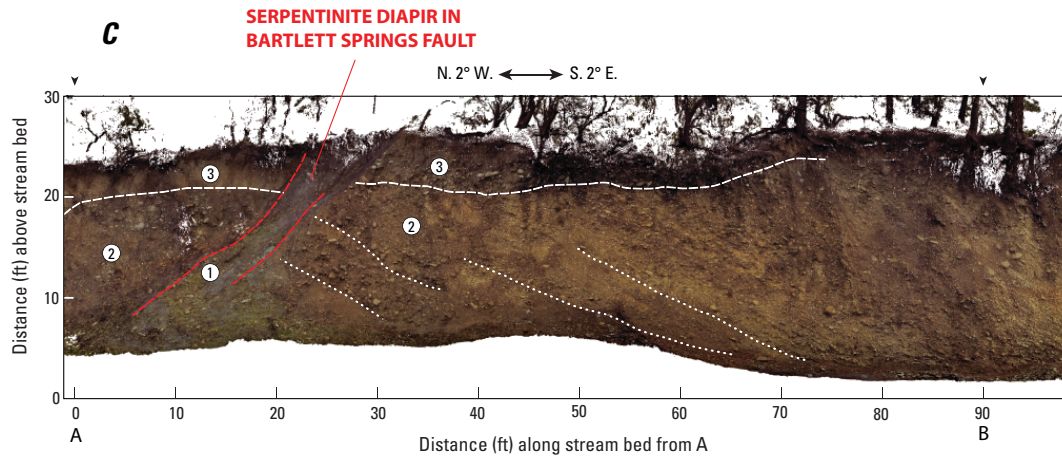 C
SERPENTINITE DIAPIR IN
BARTLETT SPRINGS FAULT
N. 2° W.
S. 2° E.
30
20
10
0
Distance (ft) above stream bed
3
3
2
2
1
0
10
20
30
40
50
60
70
80
90
A
B
Distance (ft) along stream bed from A